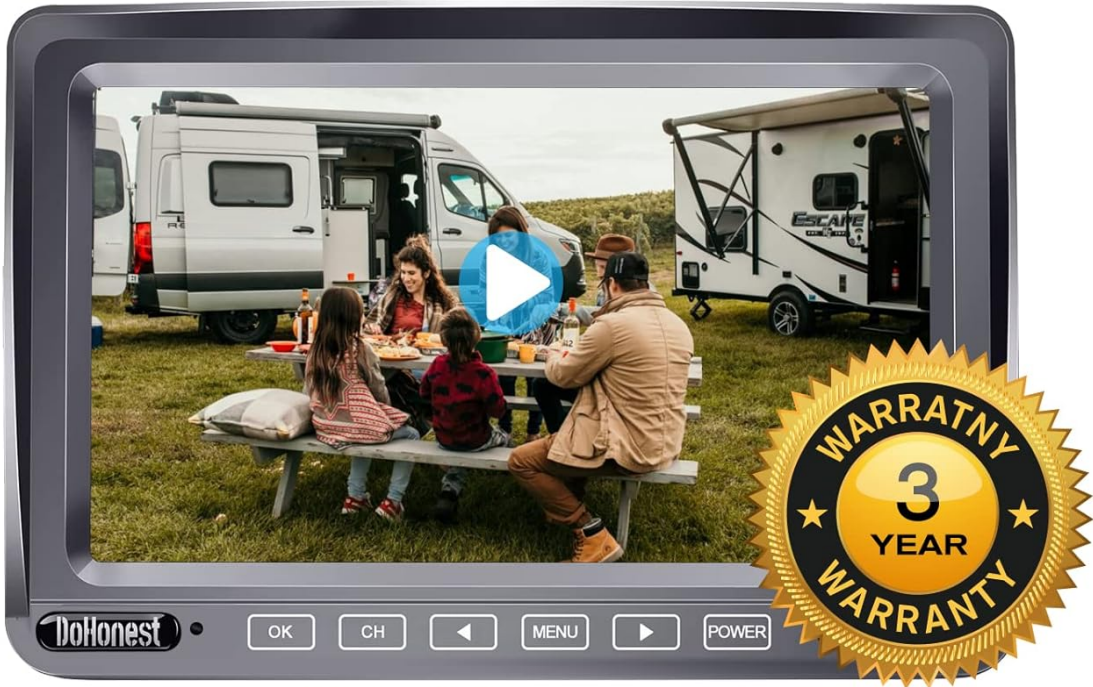 ESCAPE
WARRATNY
3
YEAR
WARRANTY
DoHonest
OK
CH
MENU
POWER